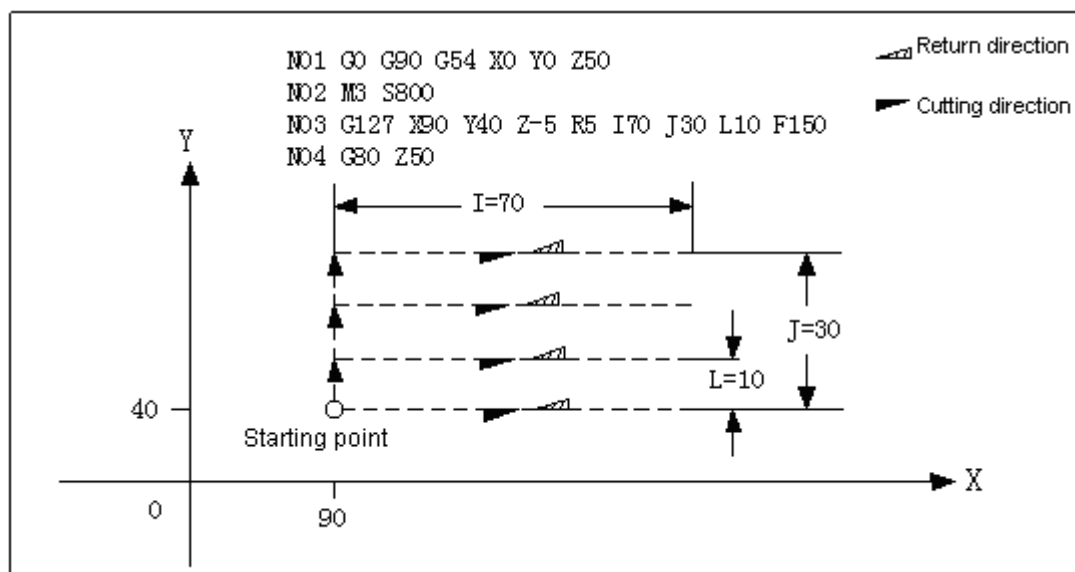 N01 G0 G90 G54 X0 Y0 Z50
N02 M3 S800
N03 G127 X90 Y40 Z-5 R5 I70 J30 L10 F150
N04 G80 Z50
Return direction
Cutting direction
Y
I=70
J=30
L=10
40
Starting point
X
0
90